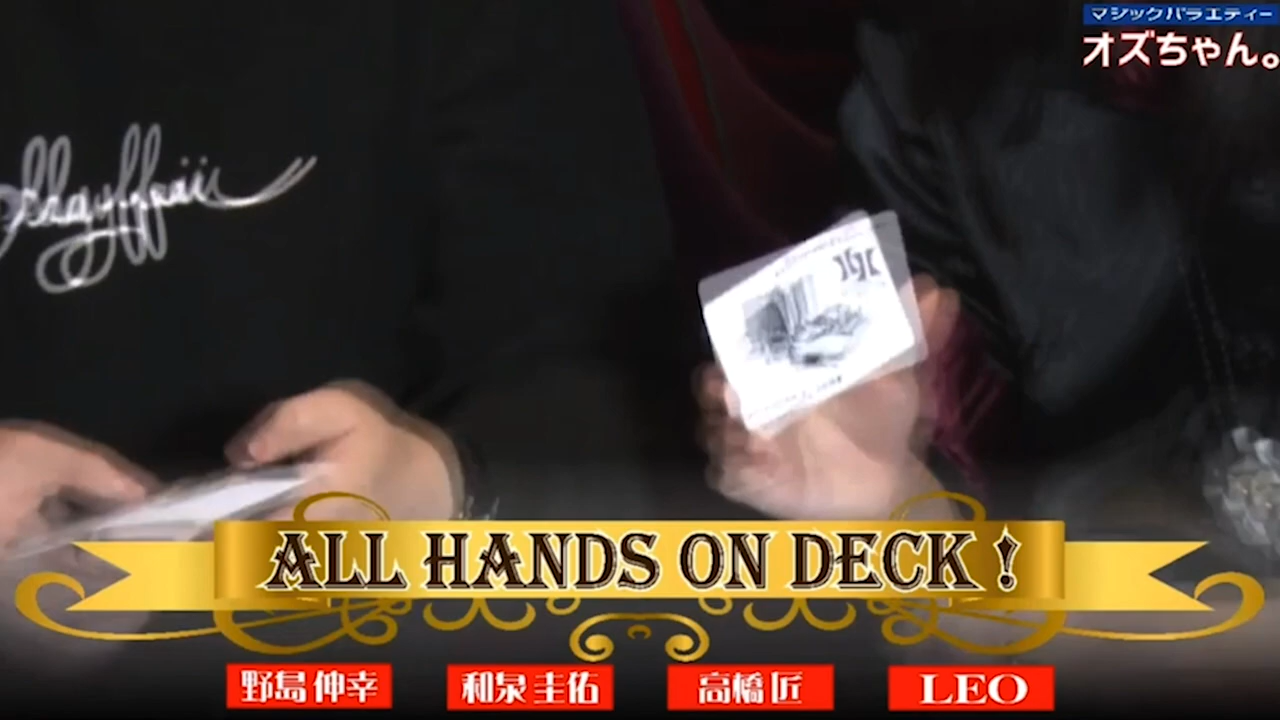 マジックバラエティー
オズちゃん。
ALL HANDS ON DECK !
野島 伸幸
和泉 圭佑
高橋 匠
LEO